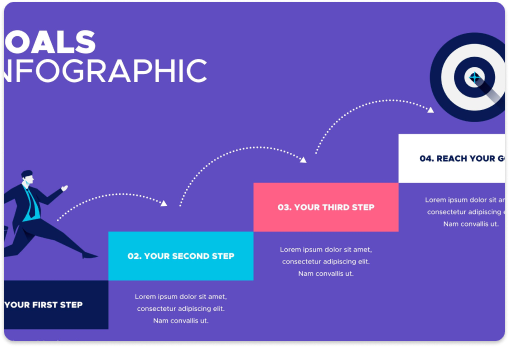 OALS
NFOGRAPHIC
04. REACH YOUR G
Lorem ipsum dolor sit am
consectetur adipiscing e
Nam convallis ut.
03. YOUR THIRD STEP
Lorem ipsum dolor sit amet,
consectetur adipiscing elit.
Nam convallis ut.
02. YOUR SECOND STEP
Lorem ipsum dolor sit amet,
consectetur adipiscing elit.
Nam convallis ut.
YOUR FIRST STEP